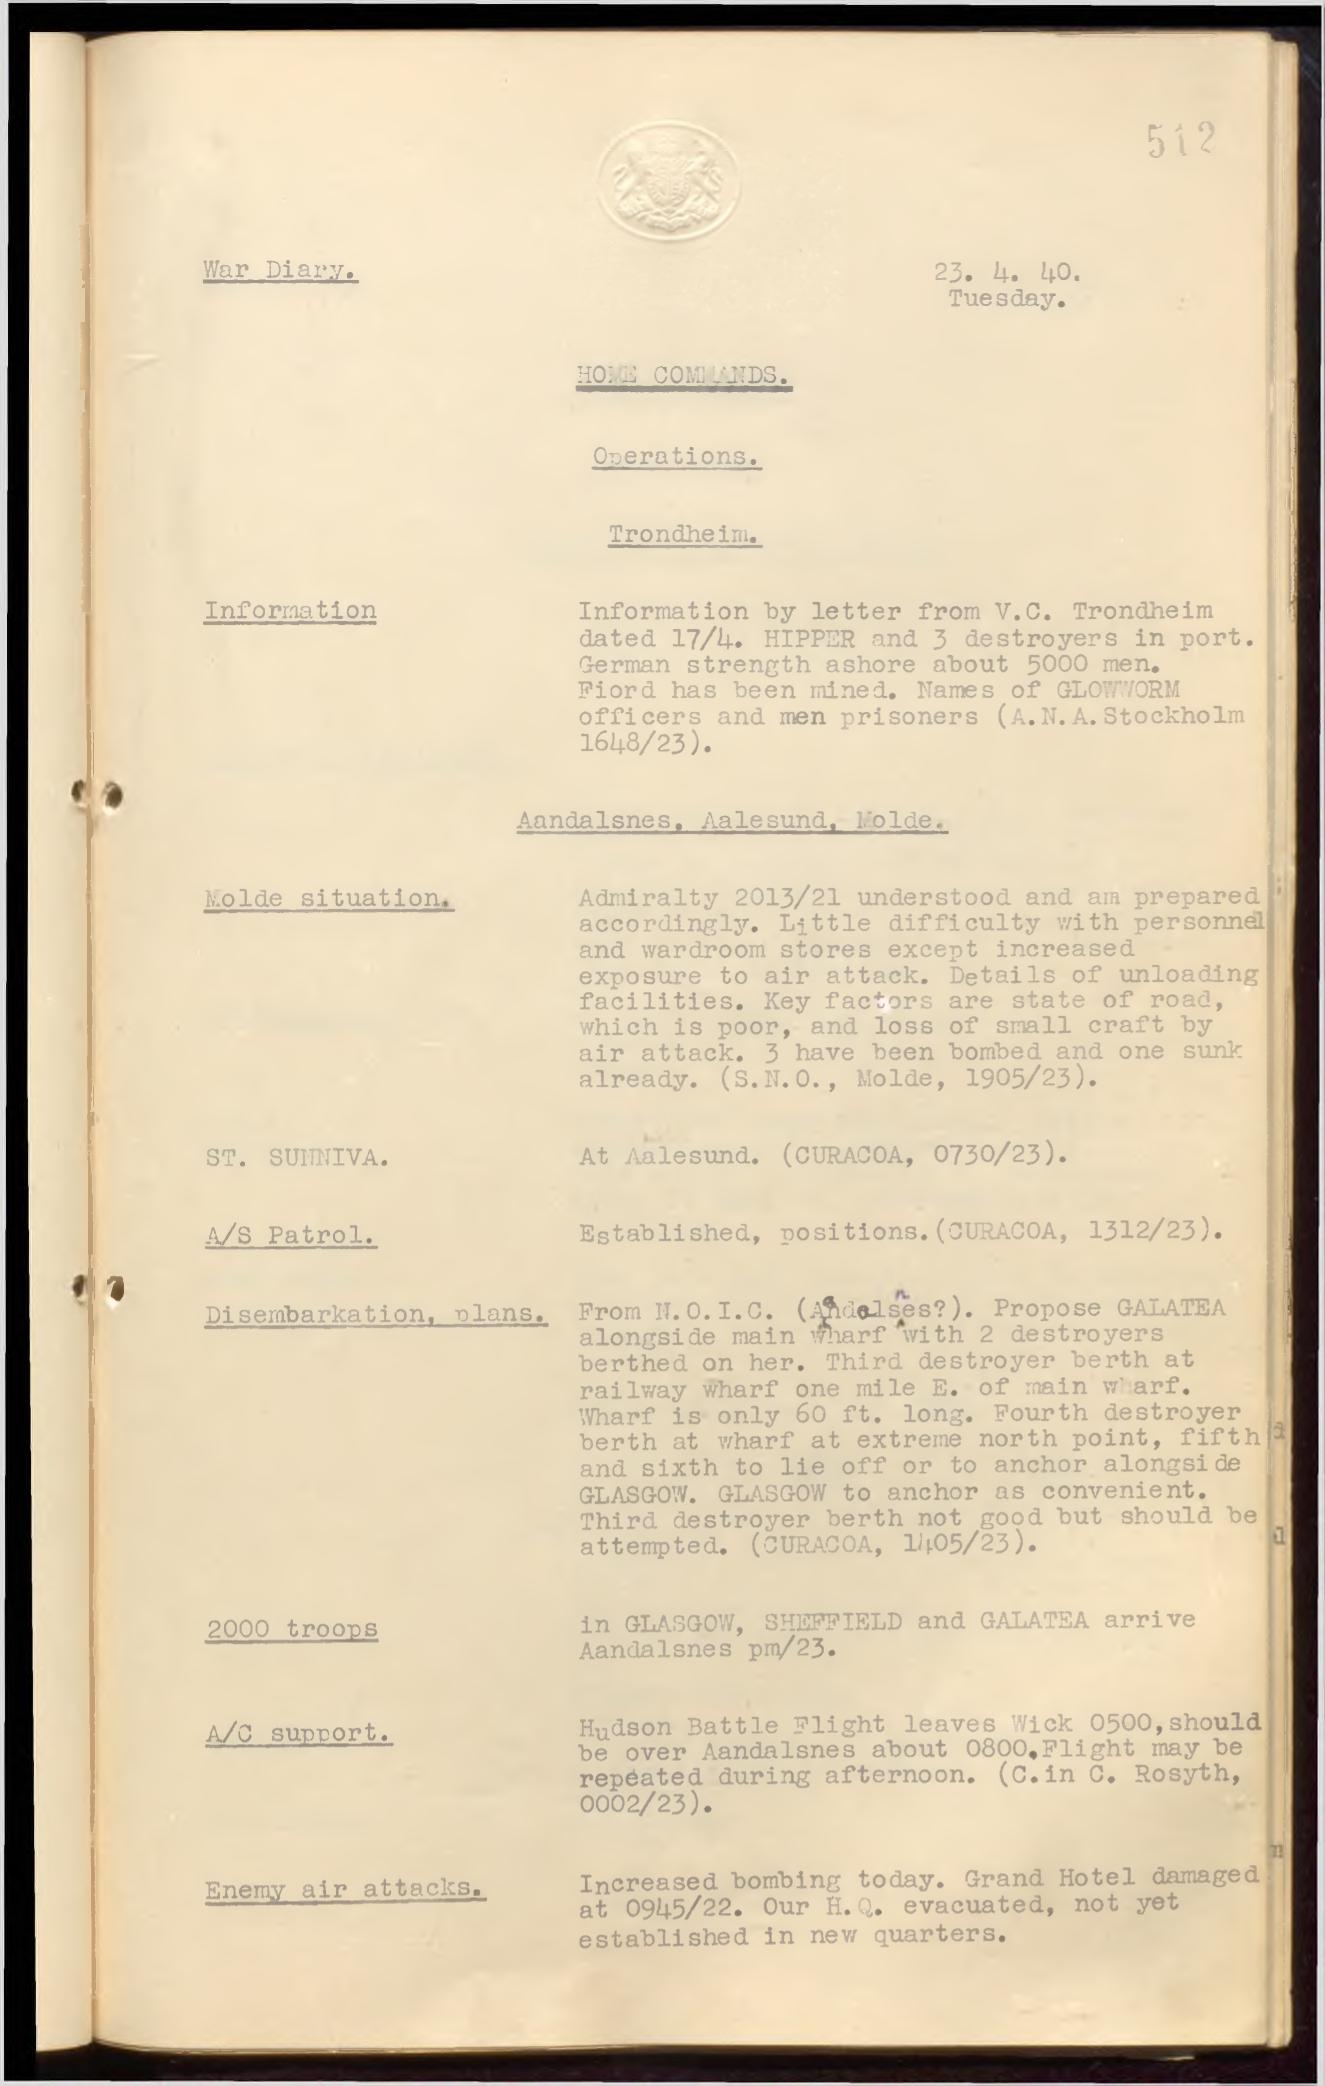 512
War Diary.
23. 4. 40.
Tuesday.
HOME COMMANDS.
Operations.
Trondheim.
Information
Information by letter from V.C. Trondheim
dated 17/4. HIPPER and 3 destroyers in port.
German strength ashore about 5000 men.
Fiord has been mined. Names of GLOWWORM
officers and men prisoners (A.N.A.Stockholm
1648/23).
Aandalsnes, Aalesund, Molde.
Molde situation.
Admiralty 2013/21 understood and am prepared
accordingly. Little difficulty with personnel
and wardroom stores except increased
exposure to air attack. Details of unloading
facilities. Key factors are state of road,
which is poor, and loss of small craft by
air attack. 3 have been bombed and one sunk
already. (S.N.O., Molde, 1905/23).
ST. SUNNIVA.
At Aalesund. (CURACOA, 0730/23).
A/S Patrol.
Established, positions.(CURACOA, 1312/23).
Disembarkation, plans.
From N.O.I.C. (Aandalsnes?). Propose GALATEA
alongside main wharf with 2 destroyers
berthed on her. Third destroyer berth at
railway wharf one mile E. of main wharf.
Wharf is only 60 ft. long. Fourth destroyer
berth at wharf at extreme north point, fifth
and sixth to lie off or to anchor alongside
GLASGOW. GLASGOW to anchor as convenient.
Third destroyer berth not good but should be
attempted. (CURACOA, 1405/23).
2000 troops
in GLASGOW, SHEFFIELD and GALATEA arrive
Aandalsnes pm/23.
A/C support.
Hudson Battle Flight leaves Wick 0500,should
be over Aandalsnes about 0800.Flight may be
repeated during afternoon. (C.in C. Rosyth,
0002/23).
Enemy air attacks.
Increased bombing today. Grand Hotel damaged
at 0945/22. Our H.Q. evacuated, not yet
established in new quarters.